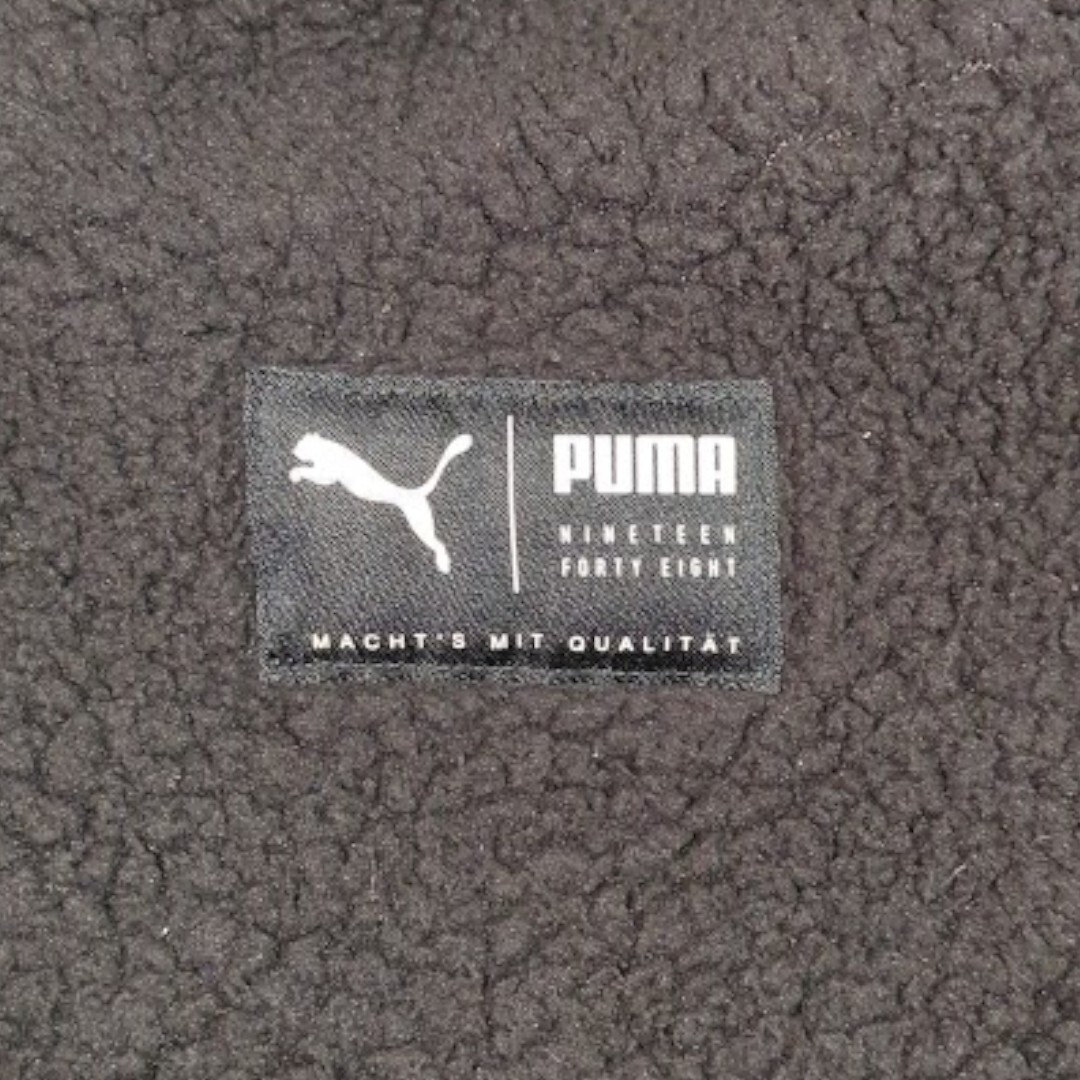 PUMA
NINETEEN
FORTY EIGHT
MACHT'S MIT QUALITÄT